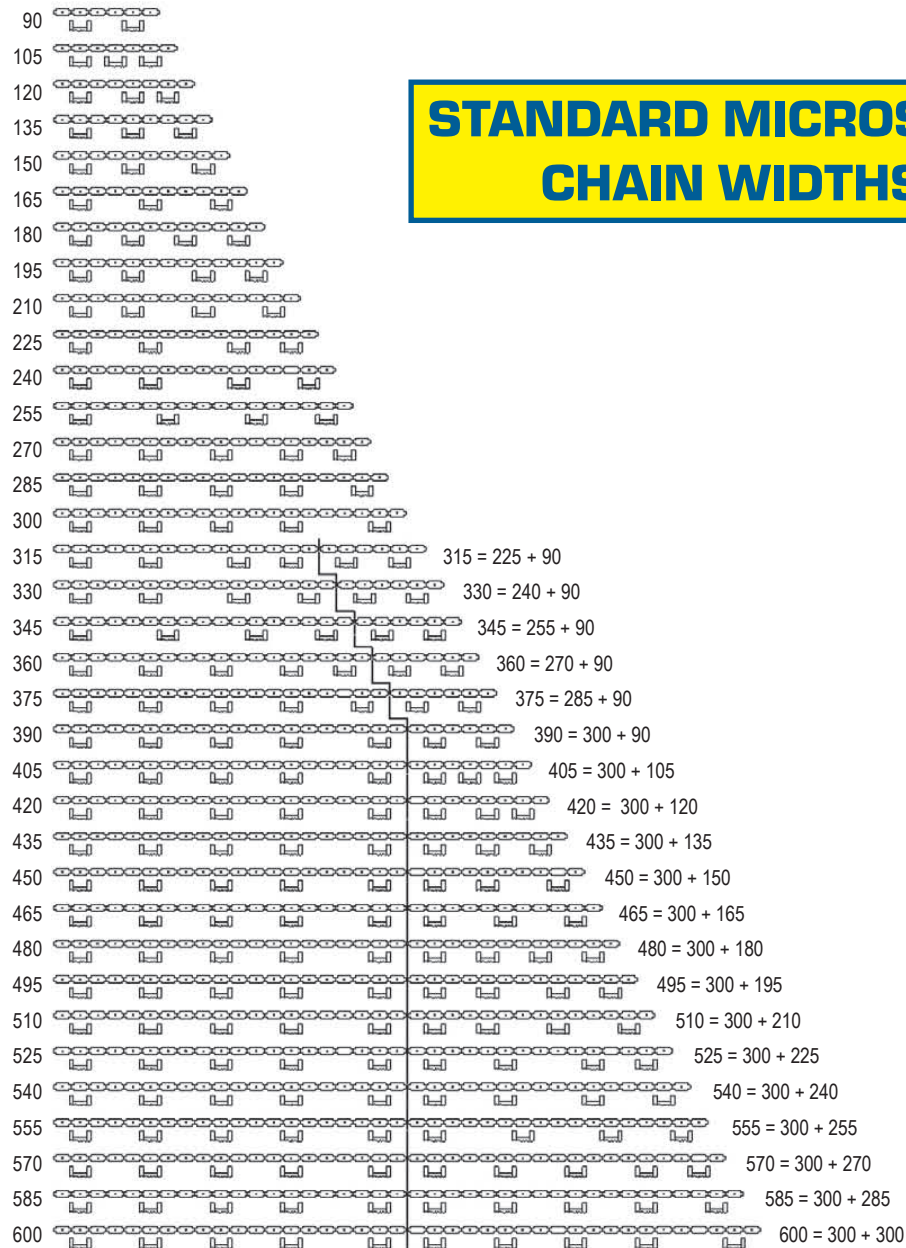 90
105
120
STANDARD MICROS
135
CHAIN WIDTHS
150
165
180
195
210
225
240
255
270
285
300
315 315 = 225 + 90
330 330 = 240 + 90
345 345 = 255 + 90
360 360 = 270 + 90
375 375 = 285 + 90
390 390 = 300 + 90
405 405 = 300 + 105
420 420 = 300 + 120
435 435 = 300 + 135
450 450 = 300 + 150
465 465 = 300 + 165
480 480 = 300 + 180
495 495 = 300 + 195
510 510 = 300 + 210
525 525 = 300 + 225
540 540 = 300 + 240
555 555 = 300 + 255
570 570 = 300 + 270
585 585 = 300 + 285
600 600 = 300 + 300